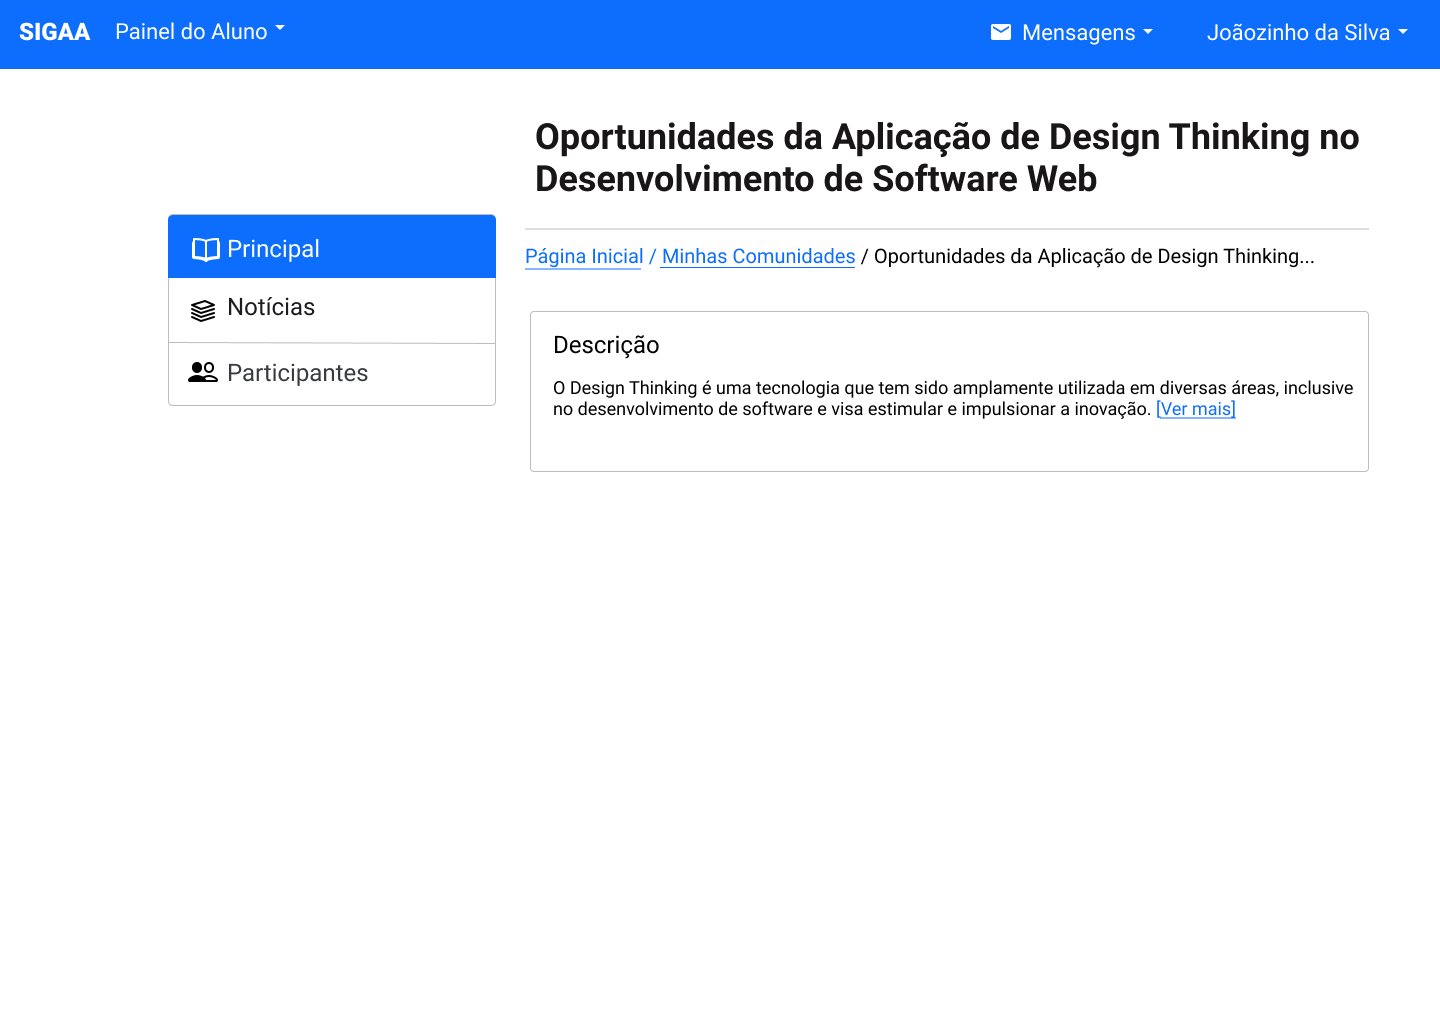 SIGAA Painel do Aluno Mensagens Joãozinho da Silva
Oportunidades da Aplicação de Design Thinking no
Desenvolvimento de Software Web
Principal
Notícias
Participantes
Página Inicial / Minhas Comunidades / Oportunidades da Aplicação de Design Thinking...
Descrição
O Design Thinking é uma tecnologia que tem sido amplamente utilizada em diversas áreas, inclusive
no desenvolvimento de software e visa estimular e impulsionar a inovação. [Ver mais]